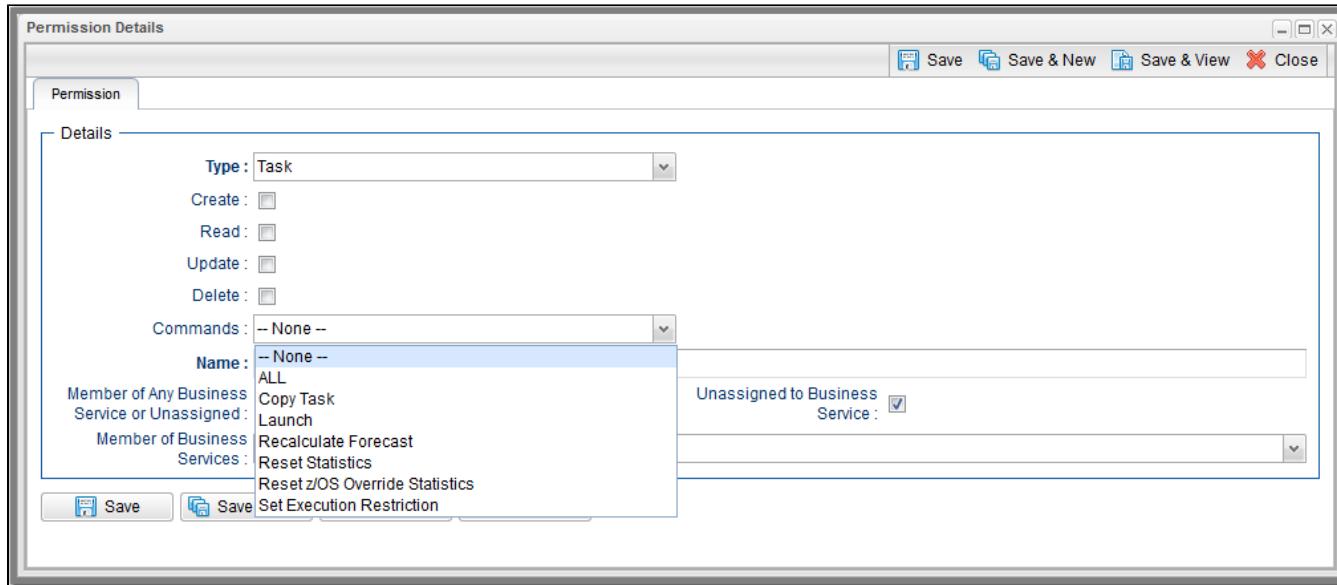 Permission Details
Save Save & New Save & View Close
Permission
Details
Type : Task
Create :
Read :
Update :
Delete :
Commands : -- None --
Name :
-- None --
ALL
Copy Task
Launch
Recalculate Forecast
Reset Statistics
Reset z/OS Override Statistics
Set Execution Restriction
Member of Any Business
Service or Unassigned :
Unassigned to Business
Service :
Member of Business
Services :
Save Save